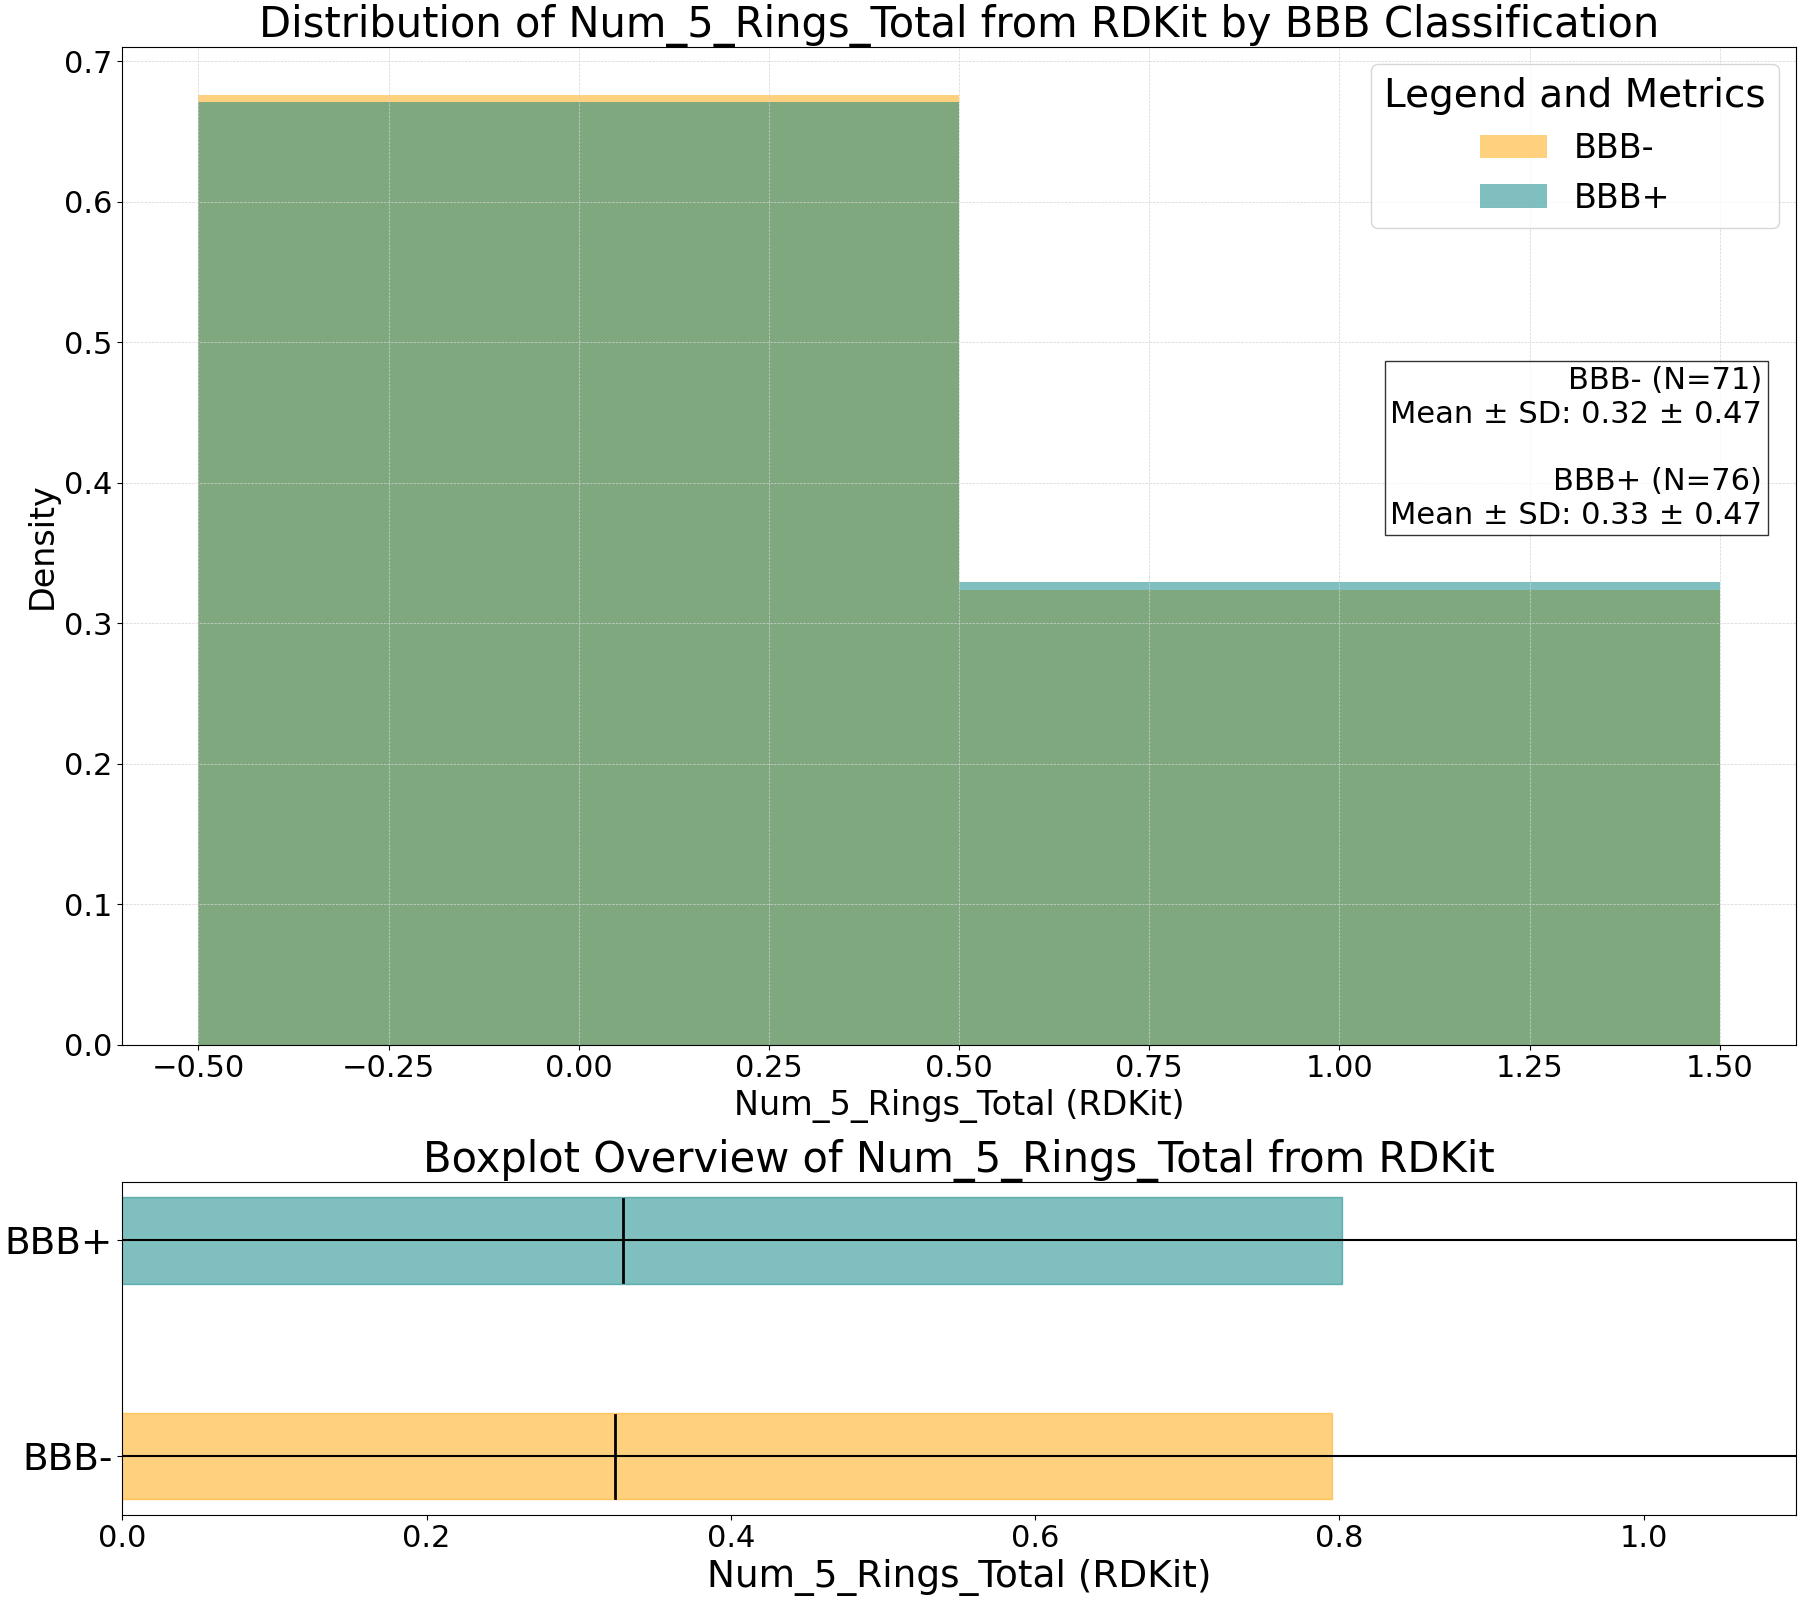 Distribution of Num_5_Rings_Total from RDKit by BBB Classification
Density
0.7
0.6
0.5
0.4
0.3
0.2
0.1
0.0
Legend and Metrics
BBB-
BBB+
BBB- (N=71)
Mean ± SD: 0.32 ± 0.47
BBB+ (N=76)
Mean ± SD: 0.33 ± 0.47
−0.50 −0.25 0.00 0.25 0.50 0.75 1.00 1.25 1.50
Num_5_Rings_Total (RDKit)
Boxplot Overview of Num_5_Rings_Total from RDKit
BBB+
BBB-
0.0 0.2 0.4 0.6 0.8 1.0
Num_5_Rings_Total (RDKit)